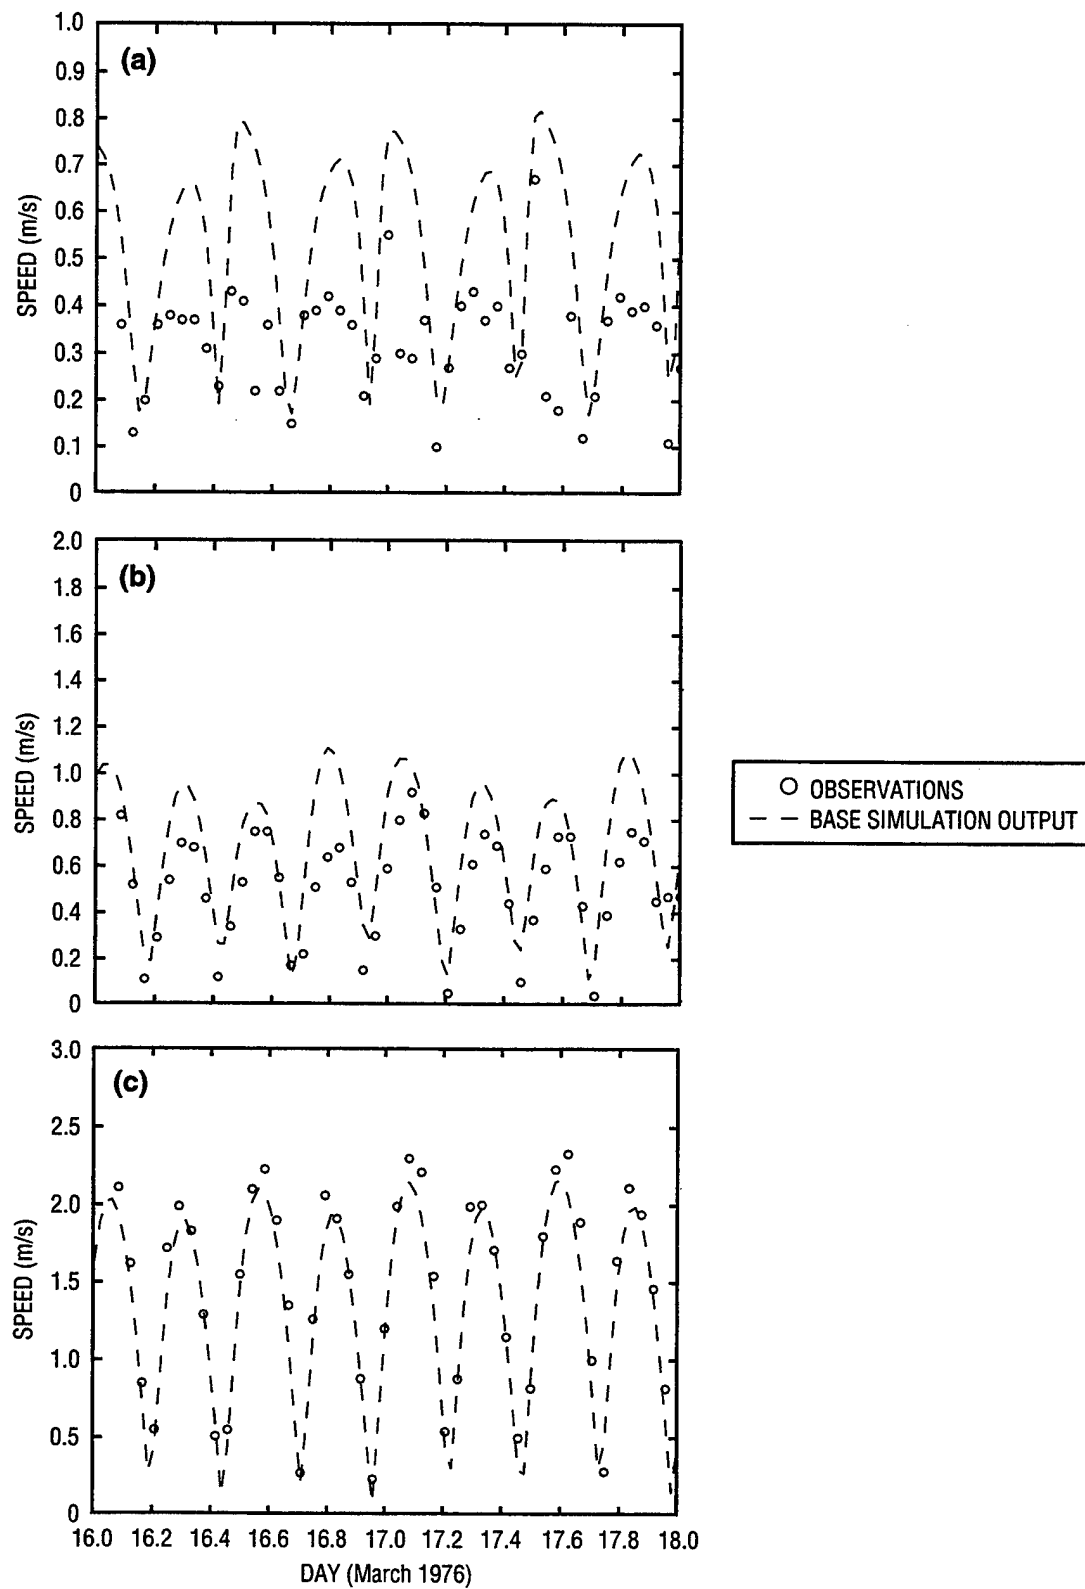 (a)
1.0
0.9
0.8
0.7
0.6
0.5
0.4
0.3
0.2
0.1
0
SPEED (m/s)
(b)
2.0
1.8
1.6
1.4
1.2
1.0
0.8
0.6
0.4
0.2
0
SPEED (m/s)
OBSERVATIONS
BASE SIMULATION OUTPUT
(c)
3.0
2.5
2.0
1.5
1.0
0.5
0
SPEED (m/s)
16.0 16.2 16.4 16.6 16.8 17.0 17.2 17.4 17.6 17.8 18.0
DAY (March 1976)